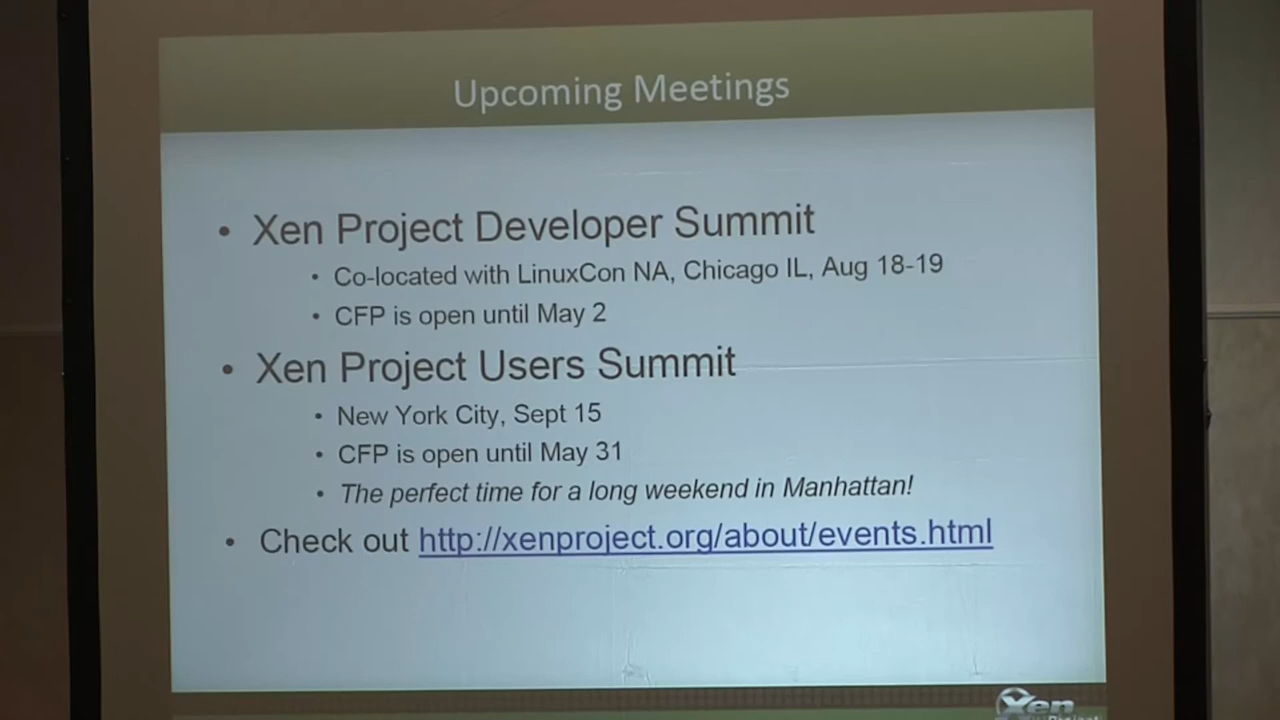 Upcoming Meetings
• Xen Project Developer Summit
• Co-located with LinuxCon NA, Chicago IL, Aug 18-19
• CFP is open until May 2
• Xen Project Users Summit
• New York City, Sept 15
• CFP is open until May 31
• The perfect time for a long weekend in Manhattan!
• Check out http://xenproject.org/about/events.html
Xen
Project